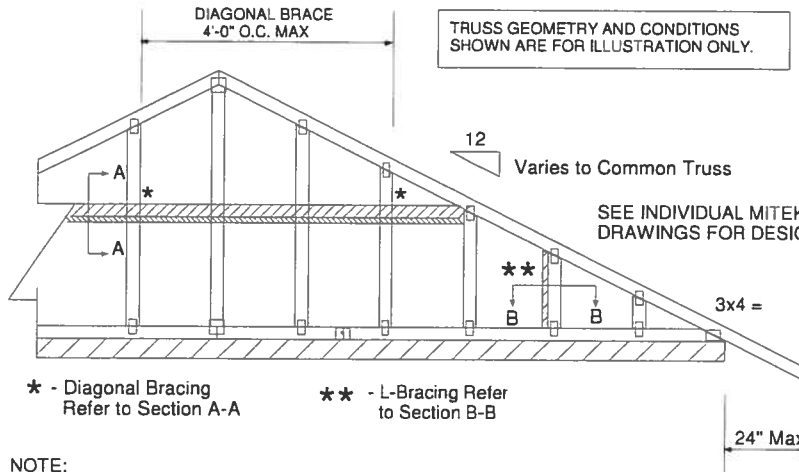 DIAGONAL BRACE
4'-0" O.C. MAX
TRUSS GEOMETRY AND CONDITIONS
SHOWN ARE FOR ILLUSTRATION ONLY.
12
Varies to Common Truss
A
*
*
SEE INDIVIDUAL MITEK
DRAWINGS FOR DESIG
A
**
B
B
3x4 =
* - Diagonal Bracing
Refer to Section A-A
** - L-Bracing Refer
to Section B-B
24" Max
NOTE: